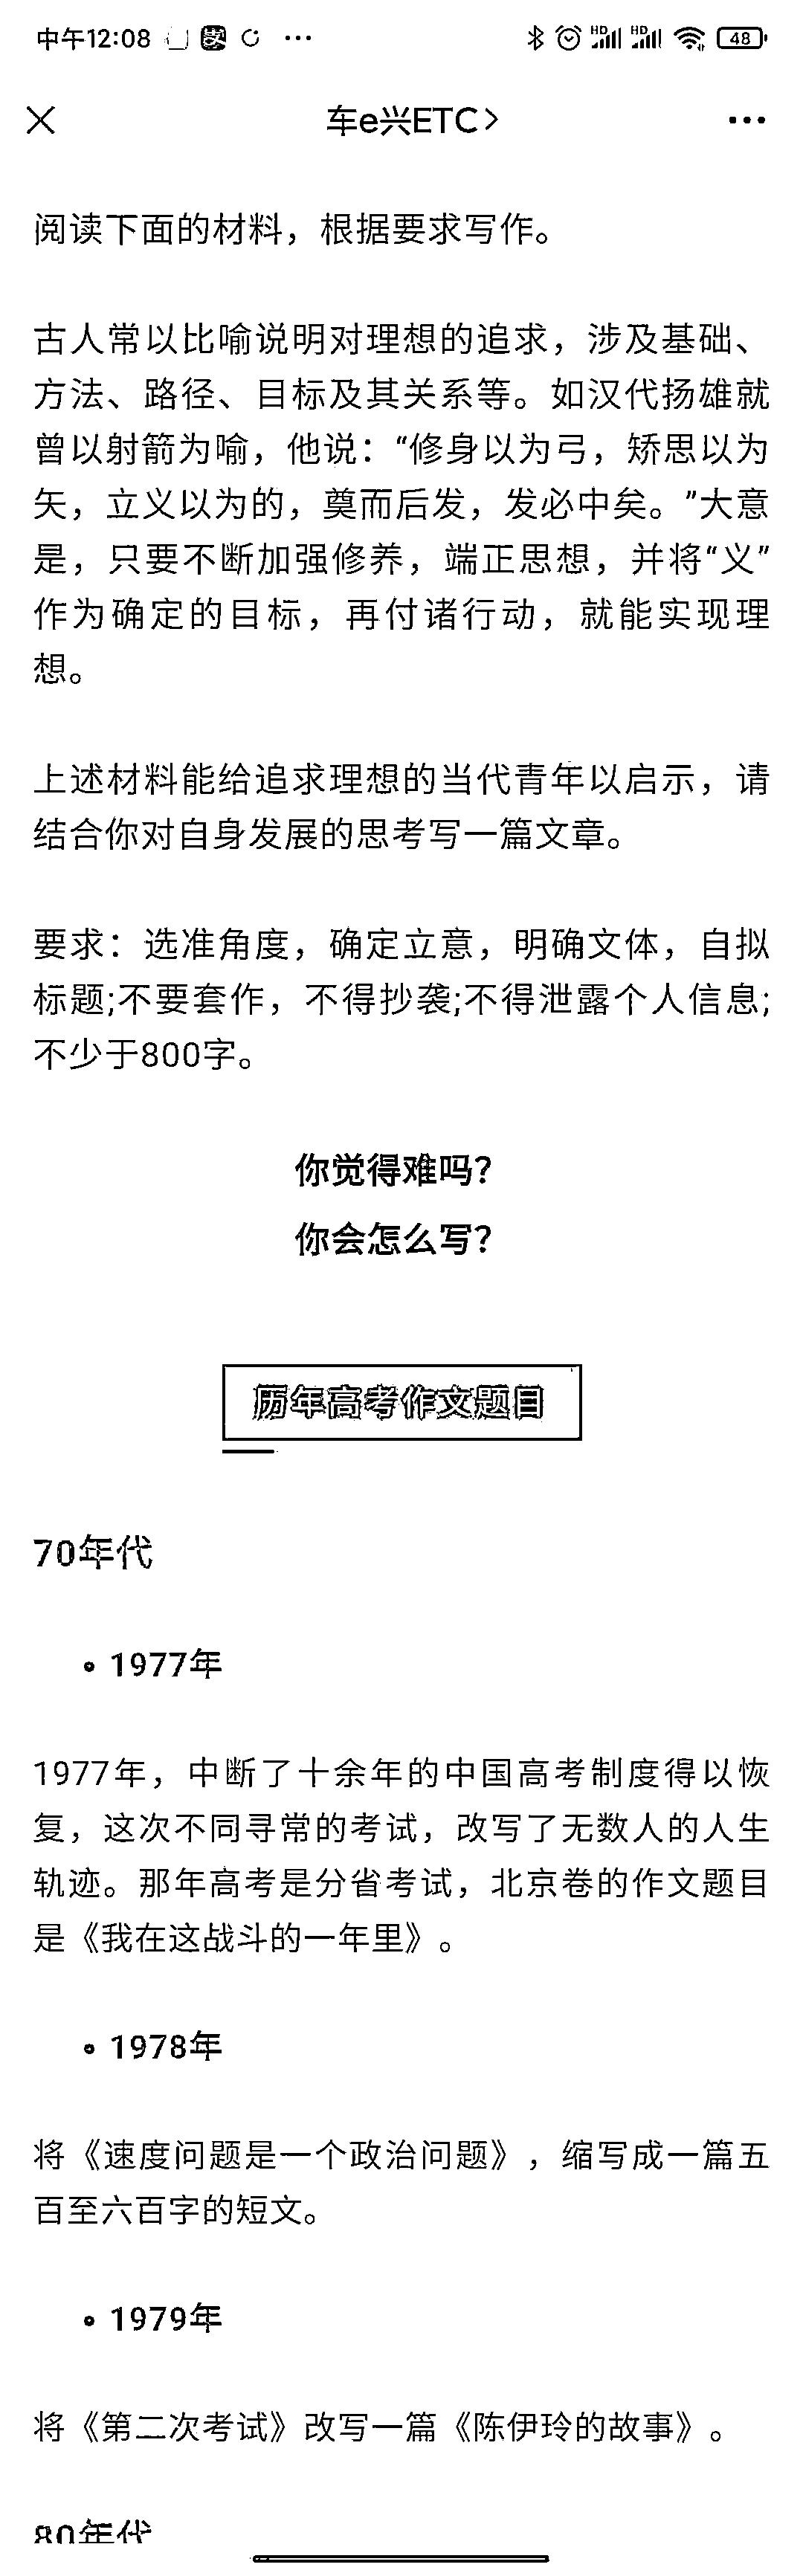 中午12:08
HD HD 48
车e兴ETC
阅读下面的材料，根据要求写作。
古人常以比喻说明对理想的追求，涉及基础、
方法、路径、目标及其关系等。如汉代扬雄就
曾以射箭为喻，他说：“修身以为弓，矫思以为
矢，立义以为的，奠而后发，发必中矣。”大意
是，只要不断加强修养，端正思想，并将“义”
作为确定的目标，再付诸行动，就能实现理
想。
上述材料能给追求理想的当代青年以启示，请
结合你对自身发展的思考写一篇文章。
要求：选准角度，确定立意，明确文体，自拟
标题;不要套作，不得抄袭;不得泄露个人信息;
不少于800字。
你觉得难吗？
你会怎么写？
历年高考作文题目
70年代
1977年
1977年，中断了十余年的中国高考制度得以恢
复，这次不同寻常的考试，改写了无数人的人生
轨迹。那年高考是分省考试，北京卷的作文题目
是《我在这战斗的一年里》。
1978年
将《速度问题是一个政治问题》，缩写成一篇五
百至六百字的短文。
1979年
将《第二次考试》改写一篇《陈伊玲的故事》。
80年代